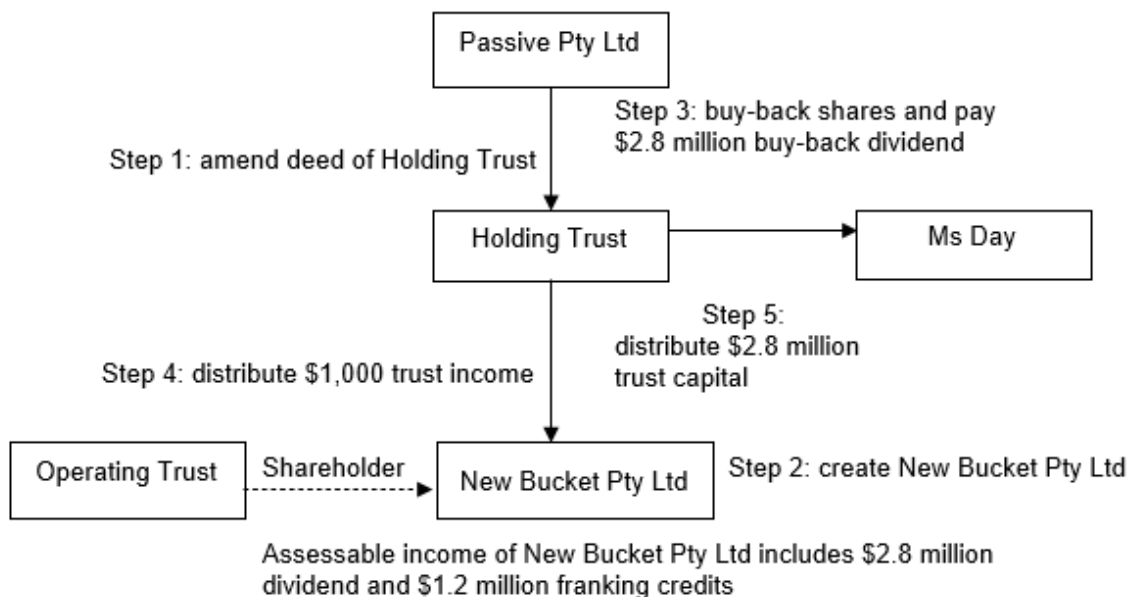 Passive Pty Ltd
Step 3: buy-back shares and pay
$2.8 million buy-back dividend
Step 1: amend deed of Holding Trust
Holding Trust
Ms Day
Step 5:
distribute $2.8 million
trust capital
Step 4: distribute $1,000 trust income
Operating Trust
Shareholder
New Bucket Pty Ltd
Step 2: create New Bucket Pty Ltd
Assessable income of New Bucket Pty Ltd includes $2.8 million
dividend and $1.2 million franking credits